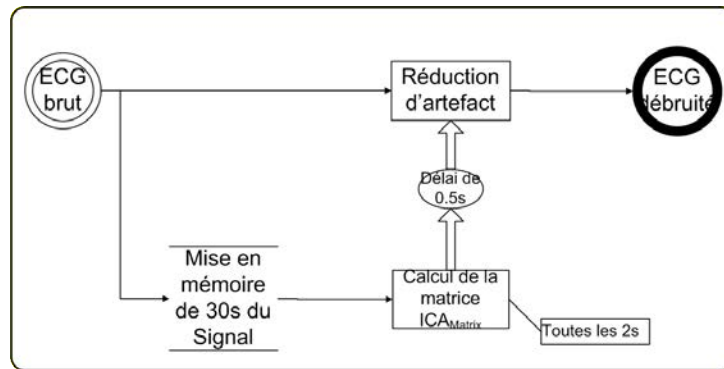 ECG
brut
Réduction
d'artefact
ECG
débruité
Délai de
0.5s
Mise en
mémoire
de 30s du
Signal
Calcul de la
matrice
ICAMatrix
Toutes les 2s